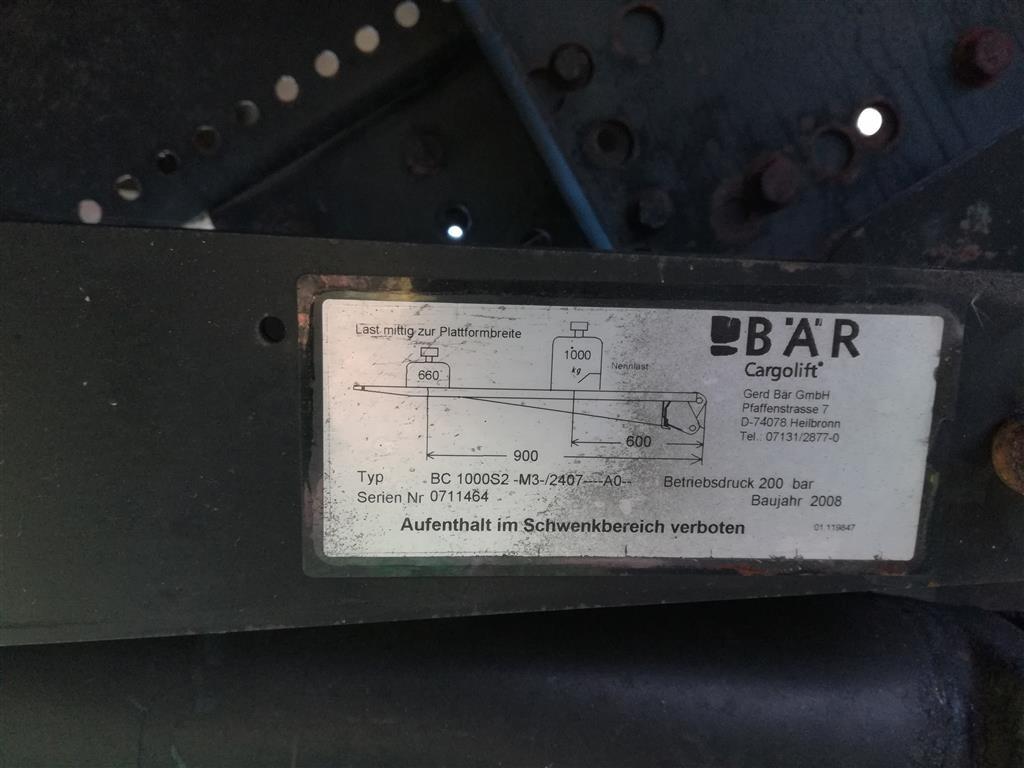 Last mittig zur Plattformbreite
BÄR
Cargolift
Gerd Bär GmbH
Pfaffenstrasse 7
D-74078 Heilbronn
Tel.: 07131/2877-0
1000
kg
Nennlast
660
600
900
Typ BC 1000S2 -M3-/2407----A0-- Betriebsdruck 200 bar
Serien Nr 0711464 Baujahr 2008
Aufenthalt im Schwenkbereich verboten
01 119847